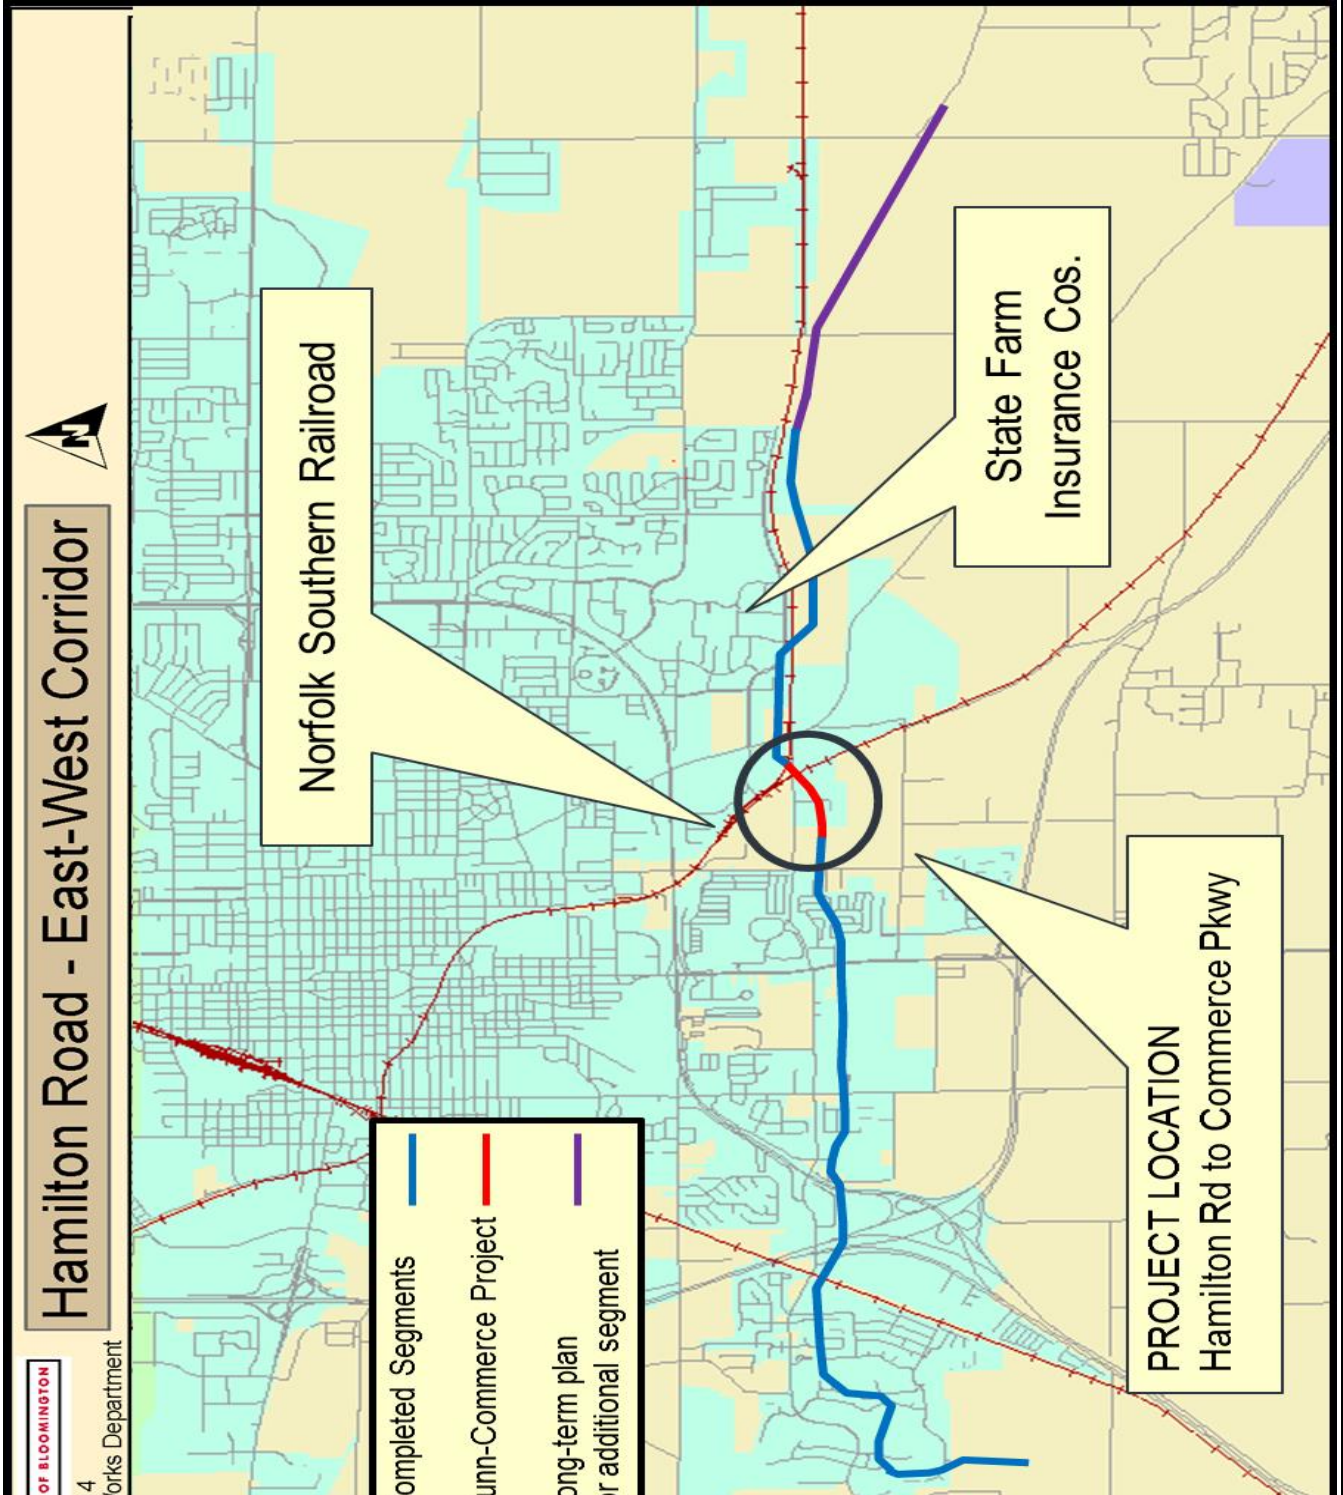 Hamilton Road - East-West Corridor
N
OF BLOOMINGTON
4
orks Department
Norfolk Southern Railroad
State Farm
Insurance Cos.
ompleted Segments
unn-Commerce Project
ong-term plan
r additional segment
PROJECT LOCATION
Hamilton Rd to Commerce Pkwy